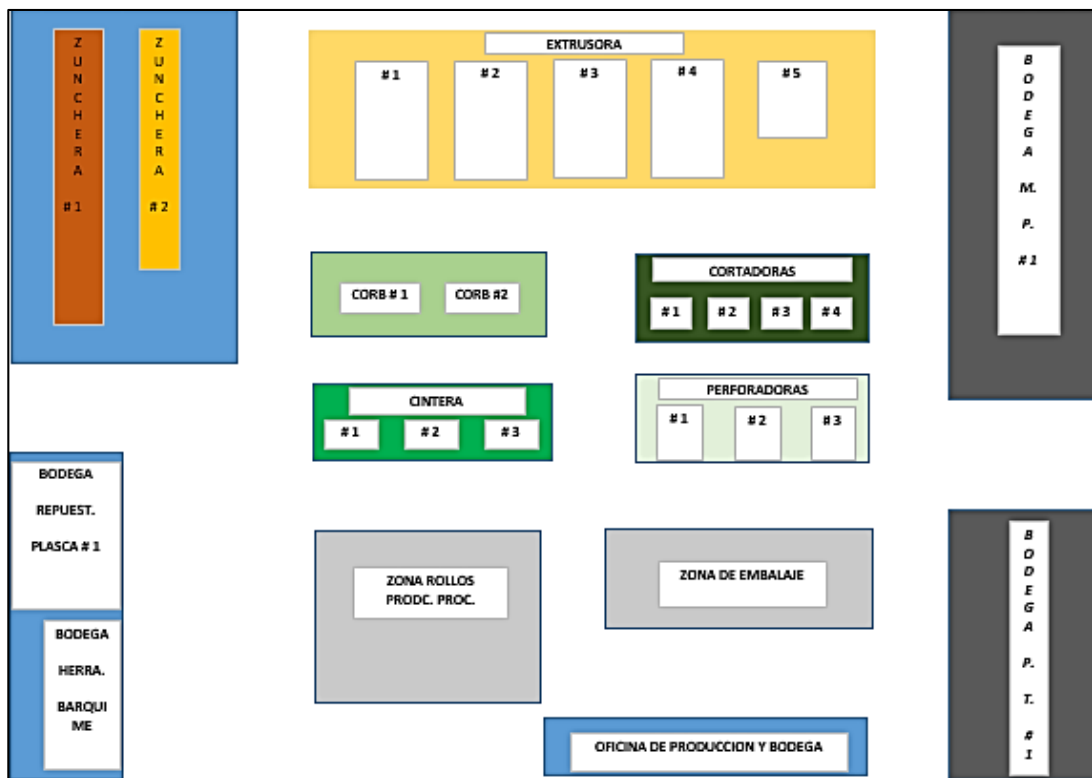 ZUNCHERA #1
ZUNCHERA #2
EXTRUSORA
#1
#2
#3
#4
#5
BODEGA M. P. #1
CORB #1
CORB #2
CORTADORAS
#1
#2
#3
#4
CINTERA
#1
#2
#3
PERFORADORAS
#1
#2
#3
BODEGA
REPUEST.
PLASCA #1
BODEGA
HERRA.
BARQUI
ME
ZONA ROLLOS
PRODC. PROC.
ZONA DE EMBALAJE
OFICINA DE PRODUCCION Y BODEGA
BODEGA P. T. #1